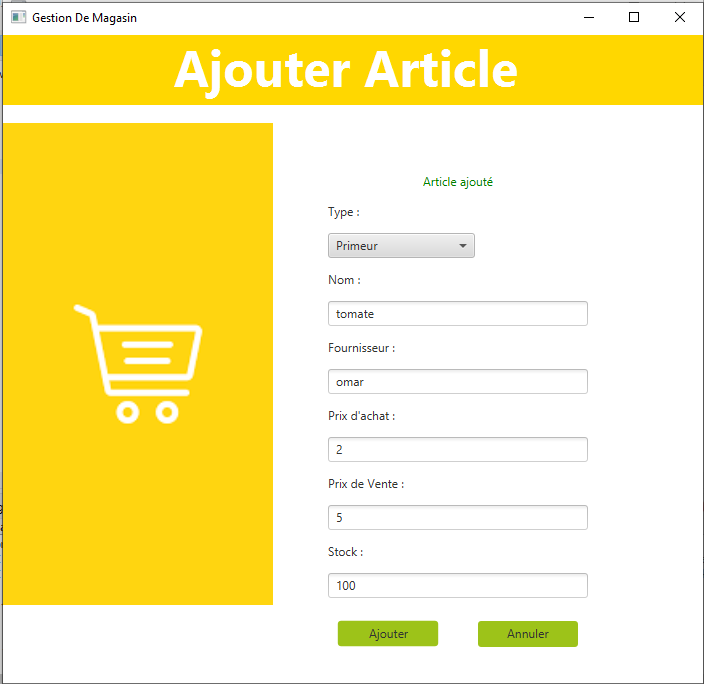 Gestion De Magasin
Ajouter Article
Article ajouté
Type :
Primeur
Nom :
tomate
Fournisseur :
omar
Prix d'achat :
2
Prix de Vente :
5
Stock :
100
Ajouter
Annuler